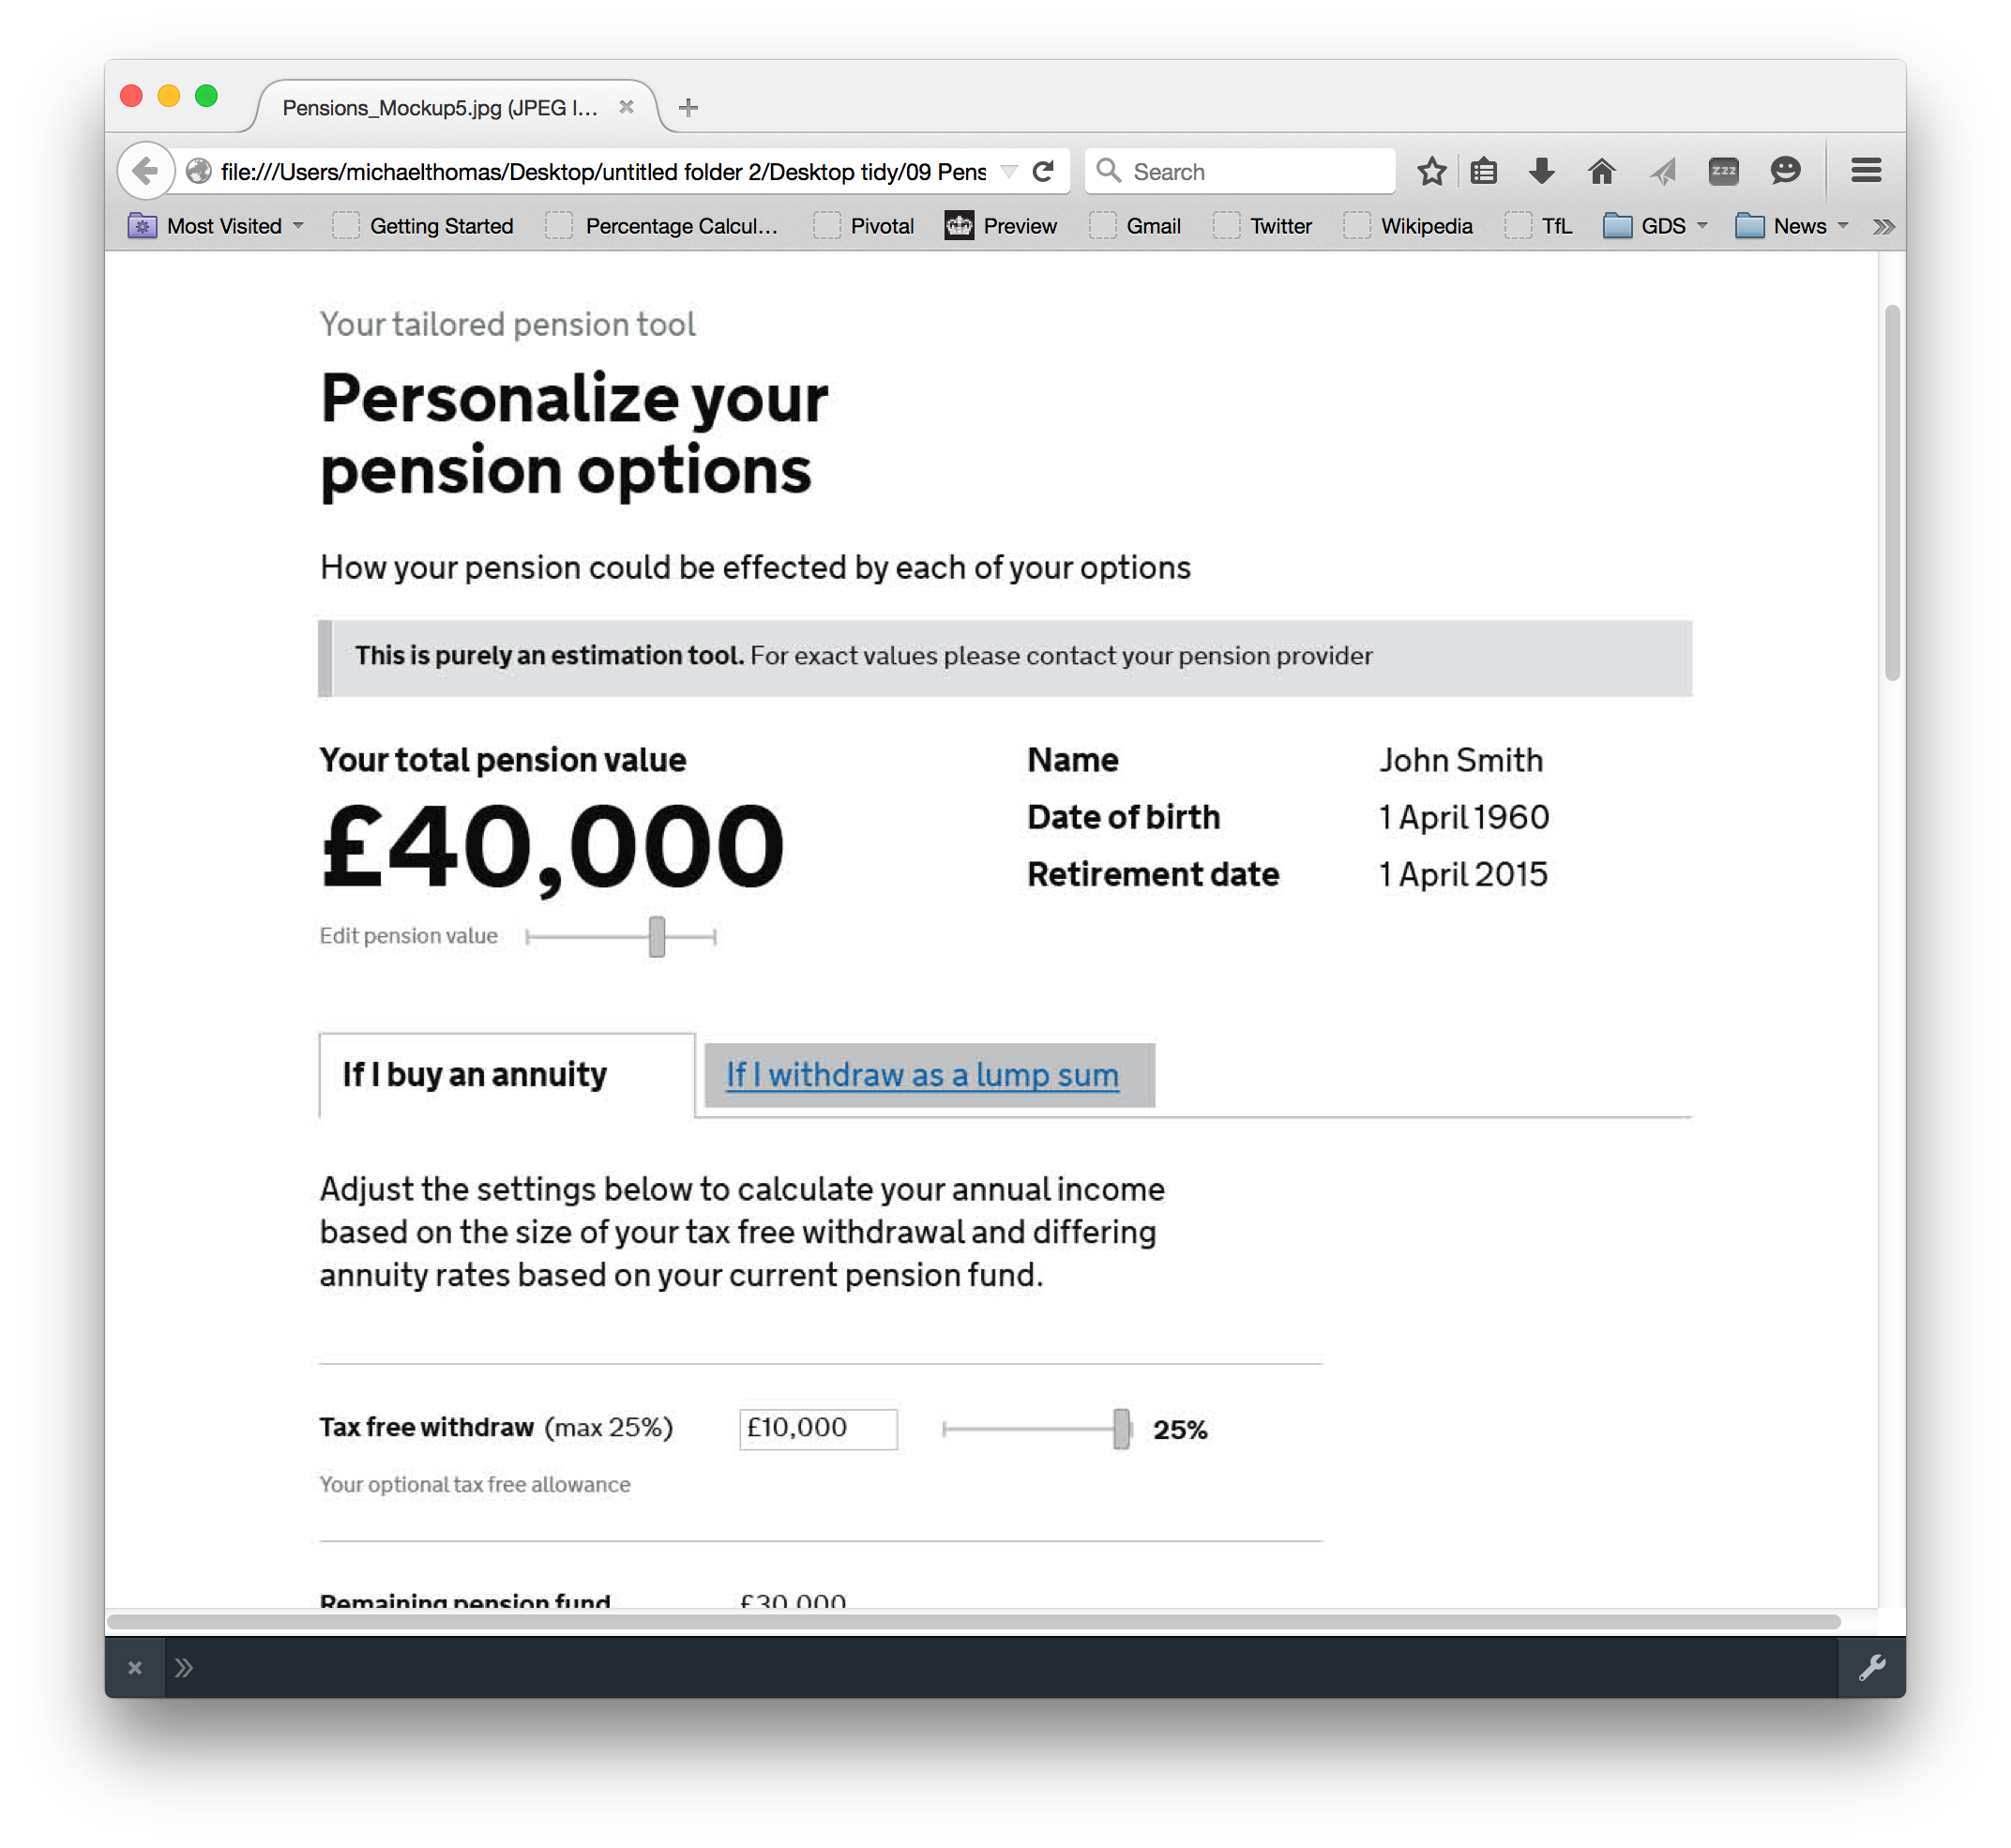 Pensions_Mockup5.jpg (JPEG I...
file:///Users/michaelthomas/Desktop/untitled folder 2/Desktop tidy/09 Pens
Search
zzz
Most Visited
Getting Started
Percentage Calcul...
Pivotal
Preview
Gmail
Twitter
Wikipedia
TfL
GDS
News
Your tailored pension tool
Personalize your
pension options
How your pension could be effected by each of your options
This is purely an estimation tool. For exact values please contact your pension provider
Your total pension value
£40,000
Edit pension value
Name John Smith
Date of birth 1 April 1960
Retirement date 1 April 2015
If I buy an annuity
If I withdraw as a lump sum
Adjust the settings below to calculate your annual income
based on the size of your tax free withdrawal and differing
annuity rates based on your current pension fund.
Tax free withdraw (max 25%) £10,000 25%
Your optional tax free allowance
Remaining pension fund £30,000